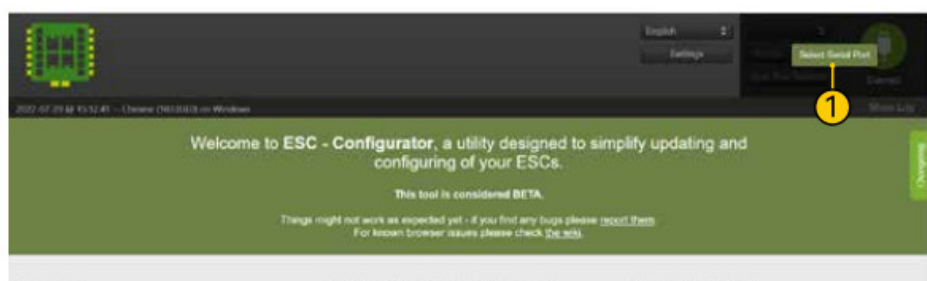 English
Settings
Select Serial Port
1
Connect
Show Log
Welcome to ESC - Configurator, a utility designed to simplify updating and
configuring of your ESCs.
This tool is considered BETA.
Things might not work as expected yet - if you find any bugs please report them.
For known browser issues please check the wiki.